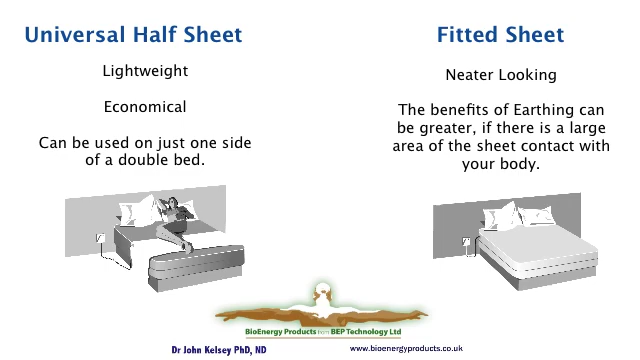 Universal Half Sheet
Lightweight
Economical
Can be used on just one side
of a double bed.
Fitted Sheet
Neater Looking
The benefits of Earthing can
be greater, if there is a large
area of the sheet contact with
your body.
BioEnergy Products from BEP Technology Ltd
Dr John Kelsey PhD, ND
www.bioenergyproducts.co.uk